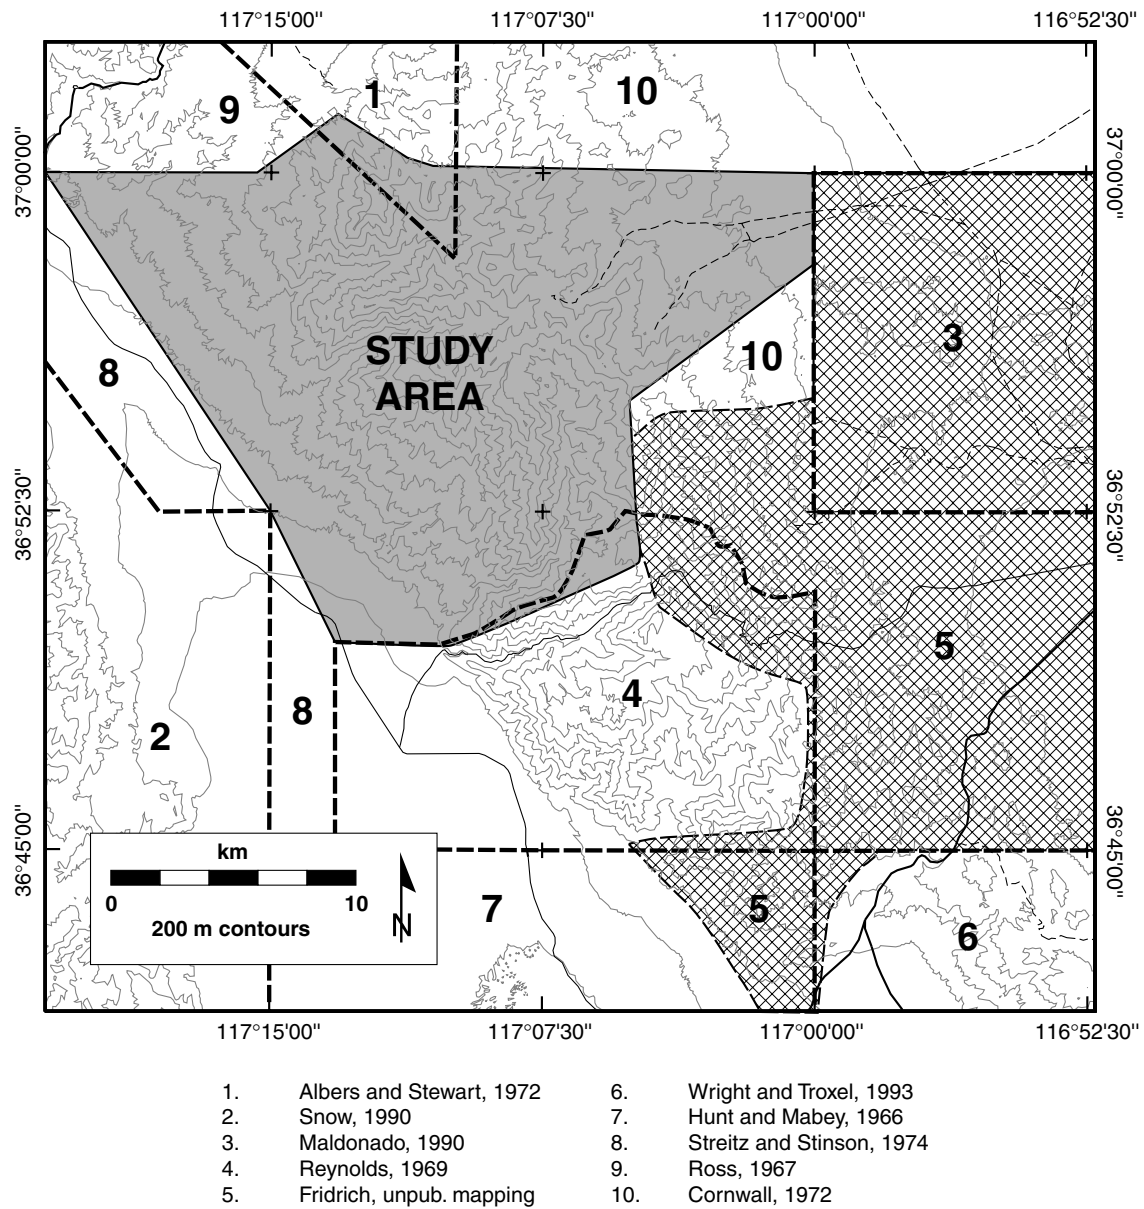 117°15'00" 117°07'30" 117°00'00" 116°52'30"
9
1
10
37°00'00"
37°00'00"
STUDY
AREA
8
10
3
36°52'30"
36°52'30"
5
4
8
2
36°45'00"
36°45'00"
km
0 10
200 m contours
N
7
5
6
117°15'00" 117°07'30" 117°00'00" 116°52'30"
1. Albers and Stewart, 1972
2. Snow, 1990
3. Maldonado, 1990
4. Reynolds, 1969
5. Fridrich, unpub. mapping
6. Wright and Troxel, 1993
7. Hunt and Mabey, 1966
8. Streitz and Stinson, 1974
9. Ross, 1967
10. Cornwall, 1972